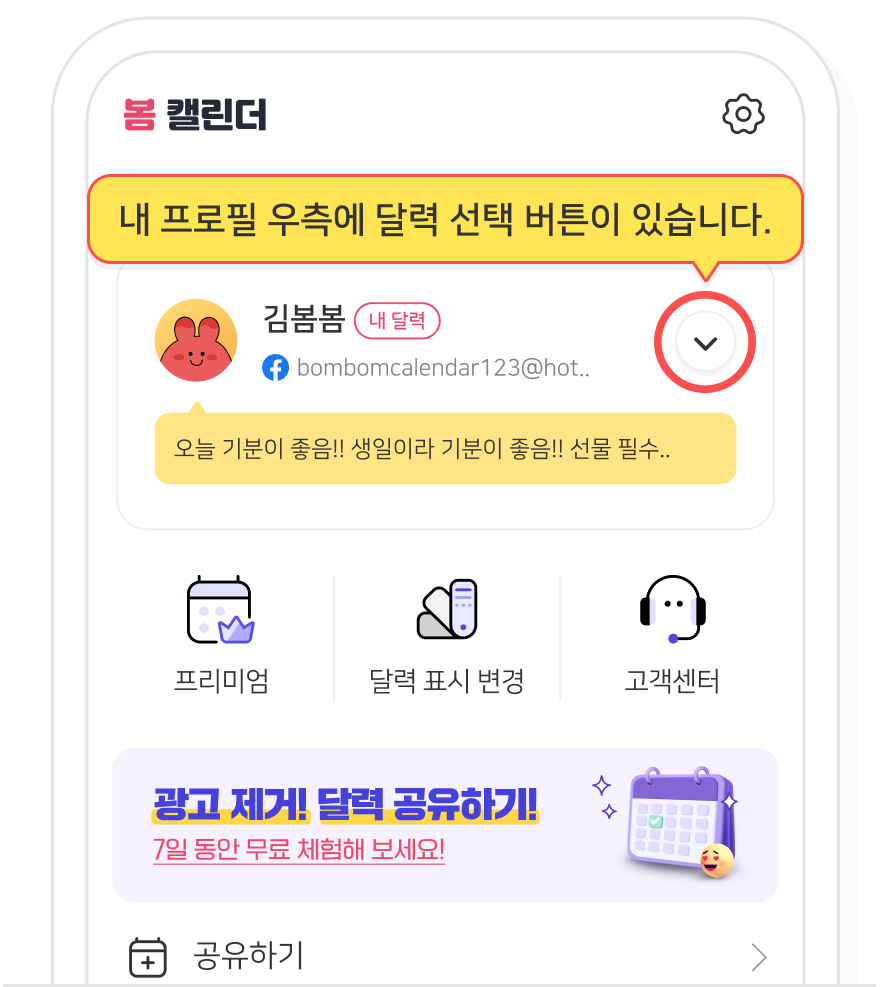 봄 캘린더
내 프로필 우측에 달력 선택 버튼이 있습니다.
김봄봄 내 달력
bombomcalendar123@hot..
오늘 기분이 좋음!! 생일이라 기분이 좋음!! 선물 필수..
프리미엄 달력 표시 변경 고객센터
광고 제거! 달력 공유하기!
7일 동안 무료 체험해 보세요!
공유하기